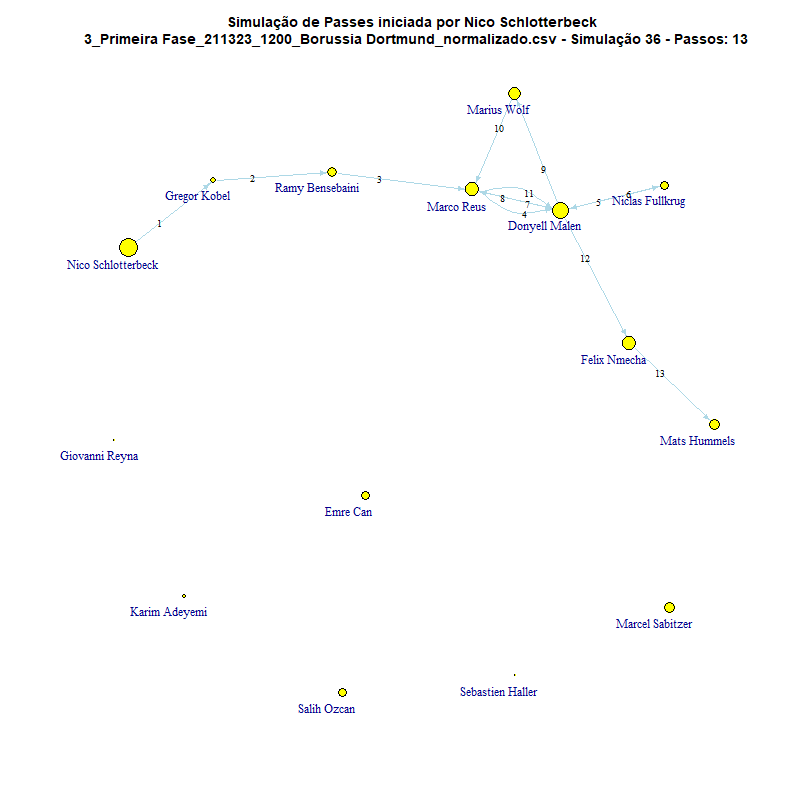 Simulação de Passes iniciada por Nico Schlotterbeck
3_Primeira Fase_211323_1200_Borussia Dortmund_normalizado.csv - Simulação 36 - Passos: 13
Marius Wolf
10
9
2
3
Gregor Kobel
Ramy Bensebaini
11
6
Niclas Fullkrug
8
7
5
Marco Reus
4
1
Donyell Malen
Nico Schlotterbeck
12
Felix Nmecha
13
Mats Hummels
Giovanni Reyna
Emre Can
Karim Adeyemi
Marcel Sabitzer
Sebastien Haller
Salih Ozcan